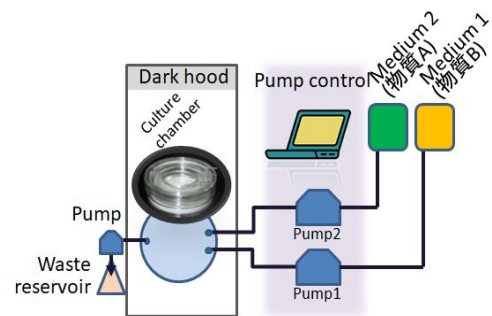 Dark hood
Culture
chamber
Pump control
Medium 2
(物質A)
Medium 1
(物質B)
Pump
Waste
reservoir
Pump2
Pump1